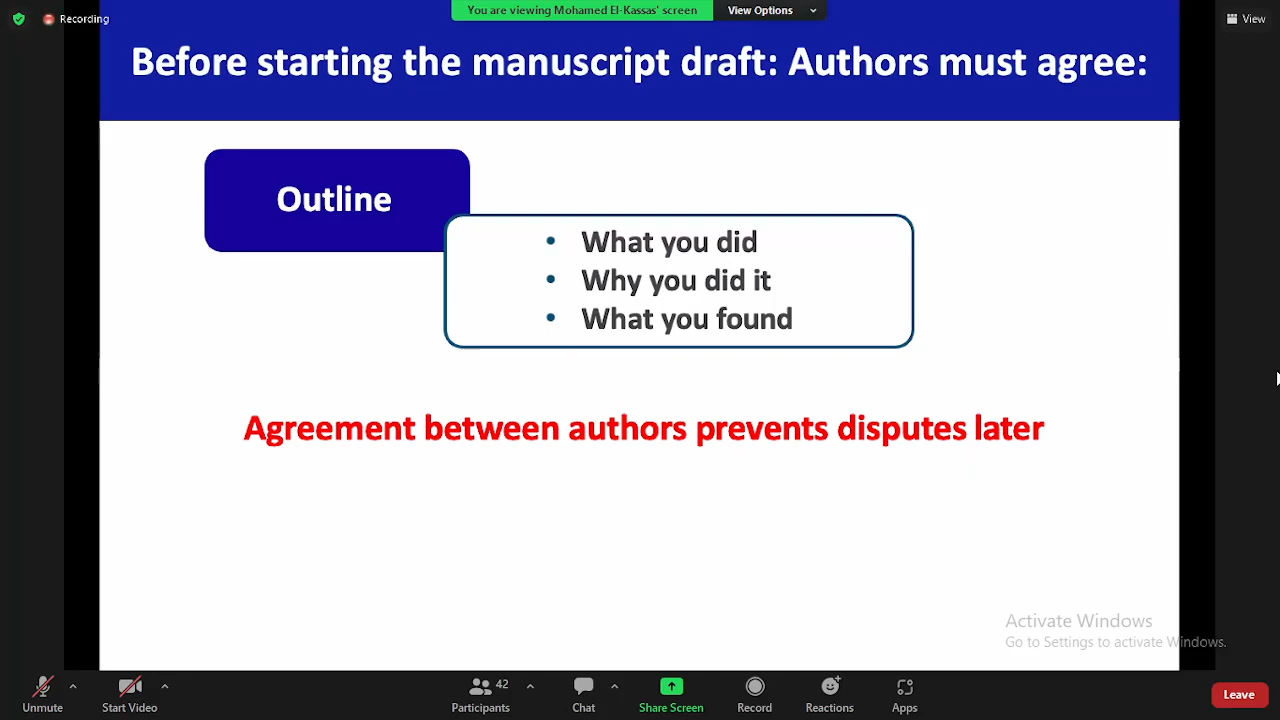 Recording
You are viewing Mohamed El-Kassas' screen
View Options
View
Before starting the manuscript draft: Authors must agree:
Outline
• What you did
• Why you did it
• What you found
Agreement between authors prevents disputes later
Activate Windows
Go to Settings to activate Windows.
Unmute
Start Video
42
Participants
Chat
Share Screen
Record
Reactions
Apps
Leave